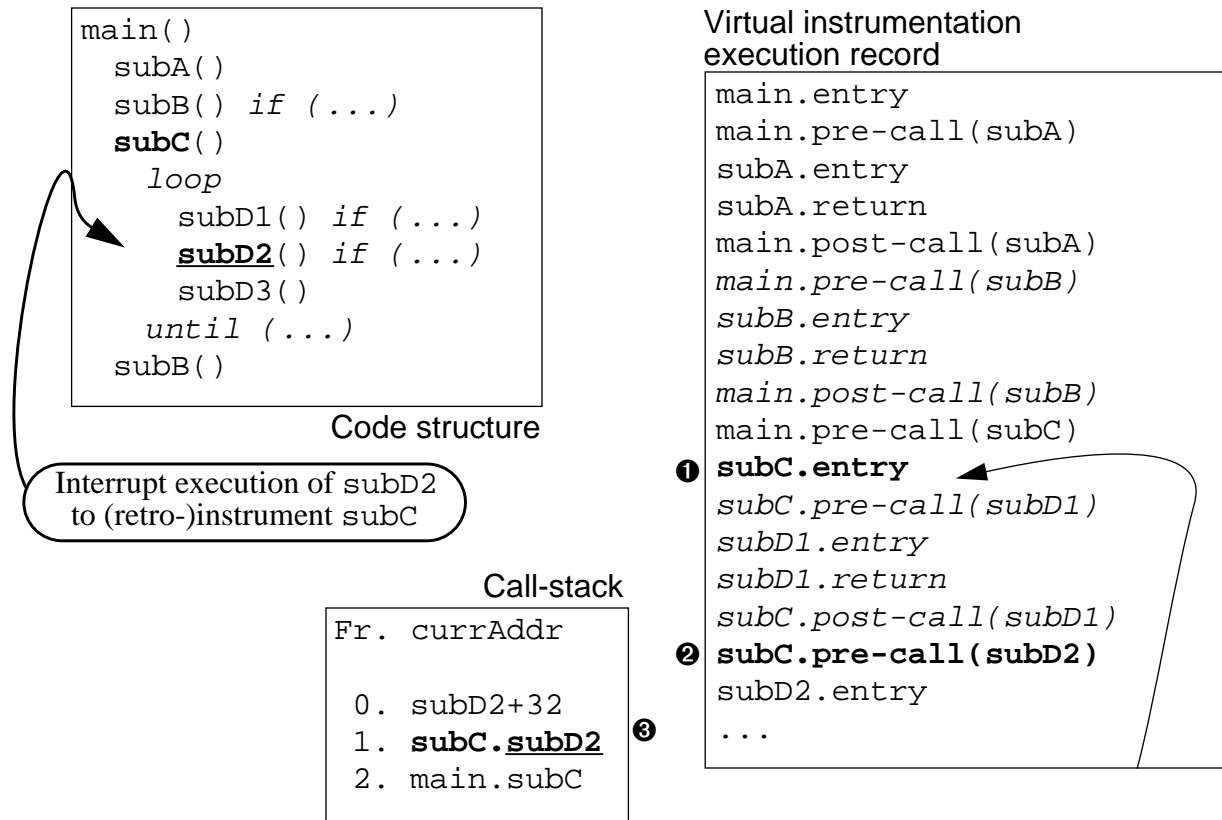 main()
subA()
subB() if (...)
subC()
loop
subD1() if (...)
subD2() if (...)
subD3()
until (...)
subB()
Code structure
Interrupt execution of subD2
to (retro-)instrument subC
Call-stack
Fr. currAddr
0. subD2+32
1. subC.subD2
2. main.subC
❸
Virtual instrumentation
execution record
main.entry
main.pre-call(subA)
subA.entry
subA.return
main.post-call(subA)
main.pre-call(subB)
subB.entry
subB.return
main.post-call(subB)
main.pre-call(subC)
❶ subC.entry
subC.pre-call(subD1)
subD1.entry
subD1.return
subC.post-call(subD1)
❷ subC.pre-call(subD2)
subD2.entry
...